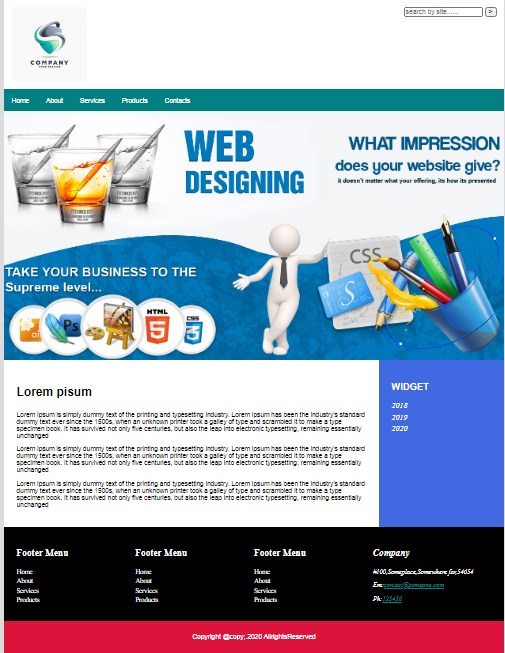 search by site...... >
COMPANY
Home About Services Products Contacts
WEB
DESIGNING
WHAT IMPRESSION
does your website give?
it doesn't matter what your offering, its how its presented
TECHNOLOGY
TECHNOLOGY
TECHNOLOGY
TAKE YOUR BUSINESS TO THE
Supreme level...
CSS
S
Ai
Ps
HTML
5
CSS
3
Lorem pisum
Lorem Ipsum is simply dummy text of the printing and typesetting industry. Lorem Ipsum has been the industry's standard
dummy text ever since the 1500s, when an unknown printer took a galley of type and scrambled it to make a type
specimen book. It has survived not only five centuries, but also the leap into electronic typesetting, remaining essentially
unchanged
Lorem Ipsum is simply dummy text of the printing and typesetting industry. Lorem Ipsum has been the industry's standard
dummy text ever since the 1500s, when an unknown printer took a galley of type and scrambled it to make a type
specimen book. It has survived not only five centuries, but also the leap into electronic typesetting, remaining essentially
unchanged
Lorem Ipsum is simply dummy text of the printing and typesetting industry. Lorem Ipsum has been the industry's standard
dummy text ever since the 1500s, when an unknown printer took a galley of type and scrambled it to make a type
specimen book. It has survived not only five centuries, but also the leap into electronic typesetting, remaining essentially
unchanged
WIDGET
2018
2019
2020
Footer Menu
Home
About
Services
Products
Footer Menu
Home
About
Services
Products
Footer Menu
Home
About
Services
Products
Company
#100,Someplace,Somewhere far,54654
Em:
Ph: 123456
Copyright @copy;.2020 AllrightsReserved